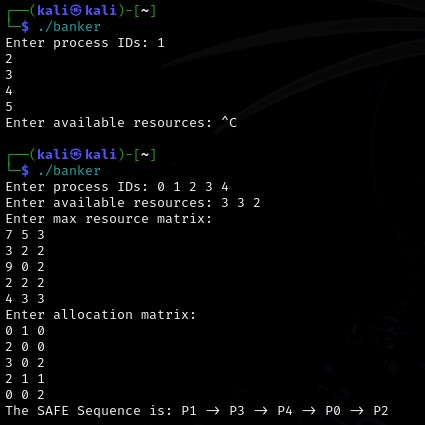 ┌──(kali㉿kali)-[~]
└─$ ./banker
Enter process IDs: 1
2
3
4
5
Enter available resources: ^C
┌──(kali㉿kali)-[~]
└─$ ./banker
Enter process IDs: 0 1 2 3 4
Enter available resources: 3 3 2
Enter max resource matrix:
7 5 3
3 2 2
9 0 2
2 2 2
4 3 3
Enter allocation matrix:
0 1 0
2 0 0
3 0 2
2 1 1
0 0 2
The SAFE Sequence is: P1 → P3 → P4 → P0 → P2